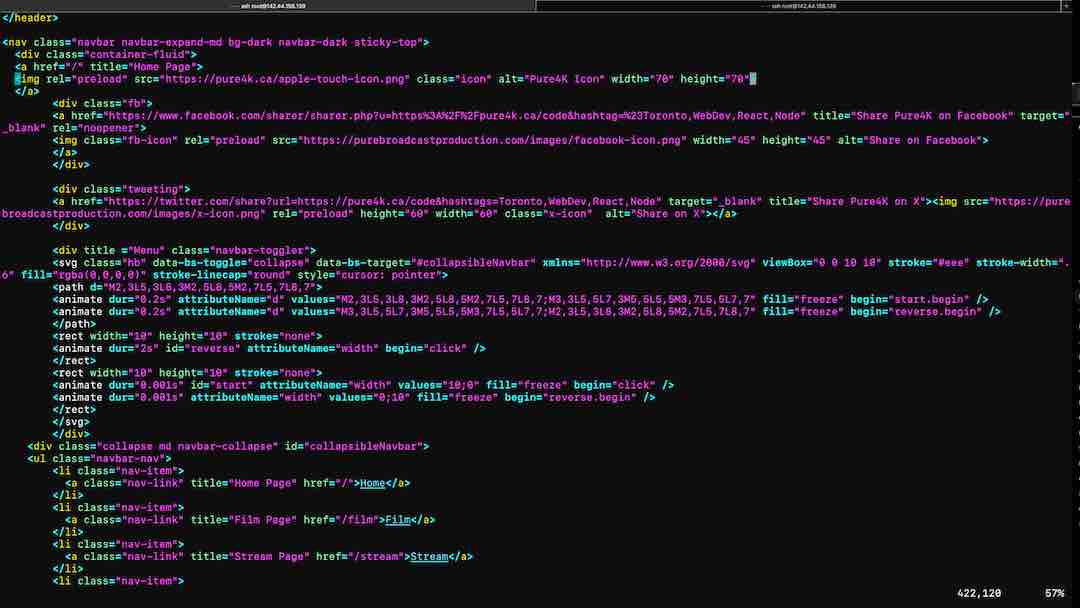 ssh root@142.44.158.139
ssh root@142.44.158.139
</header>
<nav class="navbar navbar-expand-md bg-dark navbar-dark sticky-top">
<div class="container-fluid">
<a href="/" title="Home Page">
<img rel="preload" src="https://pure4k.ca/apple-touch-icon.png" class="icon" alt="Pure4K Icon" width="70" height="70">
</a>
<div class="fb">
<a href="https://www.facebook.com/sharer/sharer.php?u=https%3A%2F%2Fpure4k.ca/code&hashtag=%23Toronto,WebDev,React,Node" title="Share Pure4K on Facebook" target="
_blank" rel="noopener">
<img class="fb-icon" rel="preload" src="https://purebroadcastproduction.com/images/facebook-icon.png" width="45" height="45" alt="Share on Facebook">
</a>
</div>
<div class="tweeting">
<a href="https://twitter.com/share?url=https://pure4k.ca/code&hashtags=Toronto,WebDev,React,Node" target="_blank" title="Share Pure4K on X"><img src="https://pure
broadcastproduction.com/images/x-icon.png" rel="preload" height="60" width="60" class="x-icon"  alt="Share on X"></a>
</div>
<div title ="Menu" class="navbar-toggler">
<svg class="hb" data-bs-toggle="collapse" data-bs-target="#collapsibleNavbar" xmlns="http://www.w3.org/2000/svg" viewBox="0 0 10 10" stroke="#eee" stroke-width=".
6" fill="rgba(0,0,0,0)" stroke-linecap="round" style="cursor: pointer">
<path d="M2,3L5,3L8,3M2,5L8,5M2,7L5,7L8,7">
<animate dur="0.2s" attributeName="d" values="M2,3L5,3L8,3M2,5L8,5M2,7L5,7L8,7;M3,3L5,5L7,3M5,5L5,5M3,7L5,5L7,7" fill="freeze" begin="start.begin" />
<animate dur="0.2s" attributeName="d" values="M3,3L5,5L7,3M5,5L5,5M3,7L5,5L7,7;M2,3L5,3L8,3M2,5L8,5M2,7L5,7L8,7" fill="freeze" begin="reverse.begin" />
</path>
<rect width="10" height="10" stroke="none">
<animate dur="2s" id="reverse" attributeName="width" begin="click" />
</rect>
<rect width="10" height="10" stroke="none">
<animate dur="0.001s" id="start" attributeName="width" values="10;0" fill="freeze" begin="click" />
<animate dur="0.001s" attributeName="width" values="0;10" fill="freeze" begin="reverse.begin" />
</rect>
</svg>
</div>
<div class="collapse md navbar-collapse" id="collapsibleNavbar">
<ul class="navbar-nav">
<li class="nav-item">
<a class="nav-link" title="Home Page" href="/">Home</a>
</li>
<li class="nav-item">
<a class="nav-link" title="Film Page" href="/film">Film</a>
</li>
<li class="nav-item">
<a class="nav-link" title="Stream Page" href="/stream">Stream</a>
</li>
<li class="nav-item">
422,120 57%